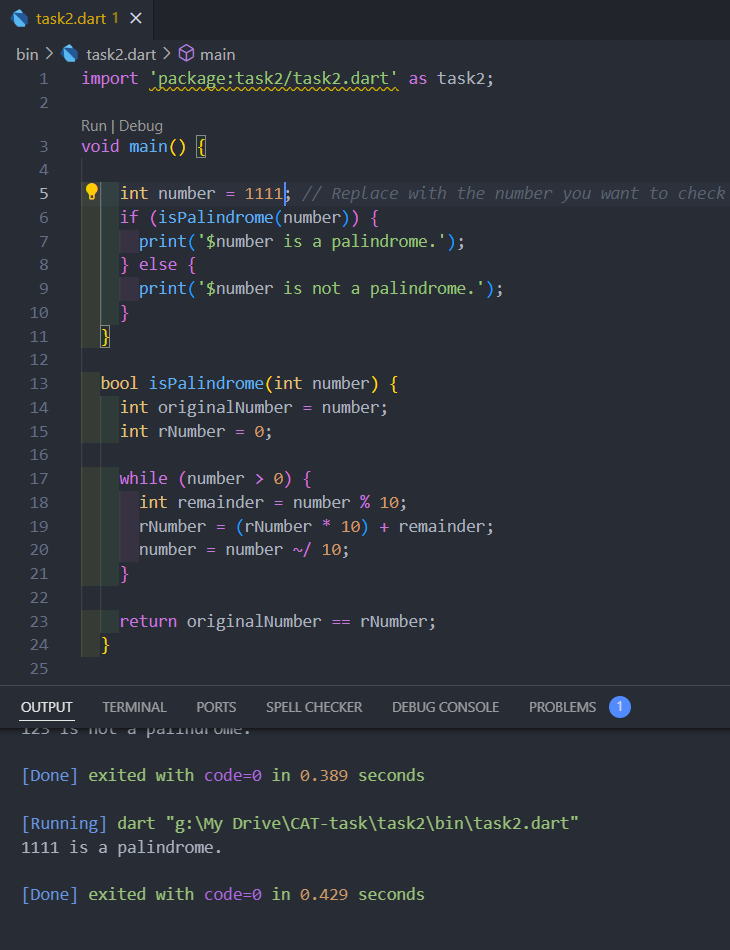 task2.dart 1
bin > task2.dart > main
1 import 'package:task2/task2.dart' as task2;
2
Run | Debug
3 void main() {
4
5 int number = 1111; // Replace with the number you want to check
6 if (isPalindrome(number)) {
7 print('$number is a palindrome.');
8 } else {
9 print('$number is not a palindrome.');
10 }
11 }
12
13 bool isPalindrome(int number) {
14 int originalNumber = number;
15 int rNumber = 0;
16
17 while (number > 0) {
18 int remainder = number % 10;
19 rNumber = (rNumber * 10) + remainder;
20 number = number ~/ 10;
21 }
22
23 return originalNumber == rNumber;
24 }
25
OUTPUT TERMINAL PORTS SPELL CHECKER DEBUG CONSOLE PROBLEMS 1
123 is not a palindrome.
[Done] exited with code=0 in 0.389 seconds
[Running] dart "g:\My Drive\CAT-task\task2\bin\task2.dart"
1111 is a palindrome.
[Done] exited with code=0 in 0.429 seconds